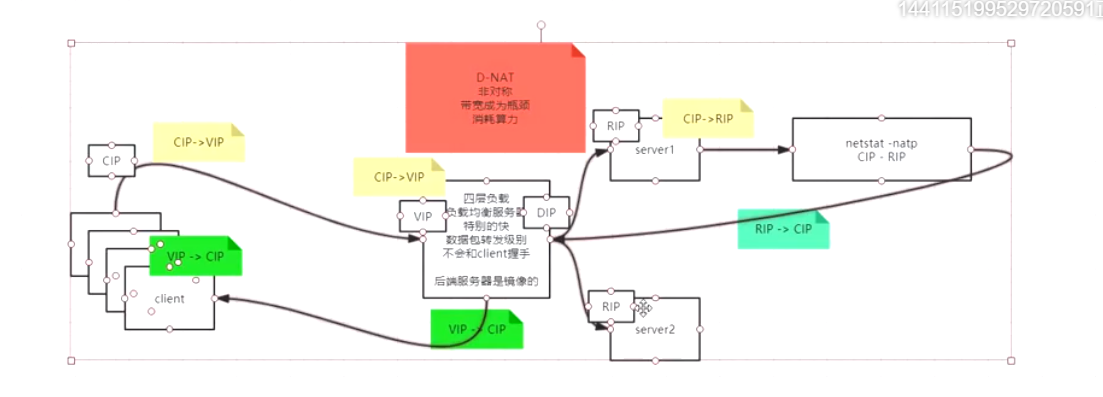 144115199529720591
D-NAT
非对称
带宽成为瓶颈
消耗算力
CIP->VIP
CIP
client
VIP -> CIP
CIP->VIP
VIP
DIP
四层负载
负载均衡服务器
特别的快
数据包转发级别
不会和client握手
后端服务器是镜像的
VIP -> CIP
RIP
server1
CIP->RIP
netstat -natp
CIP - RIP
RIP -> CIP
RIP
server2